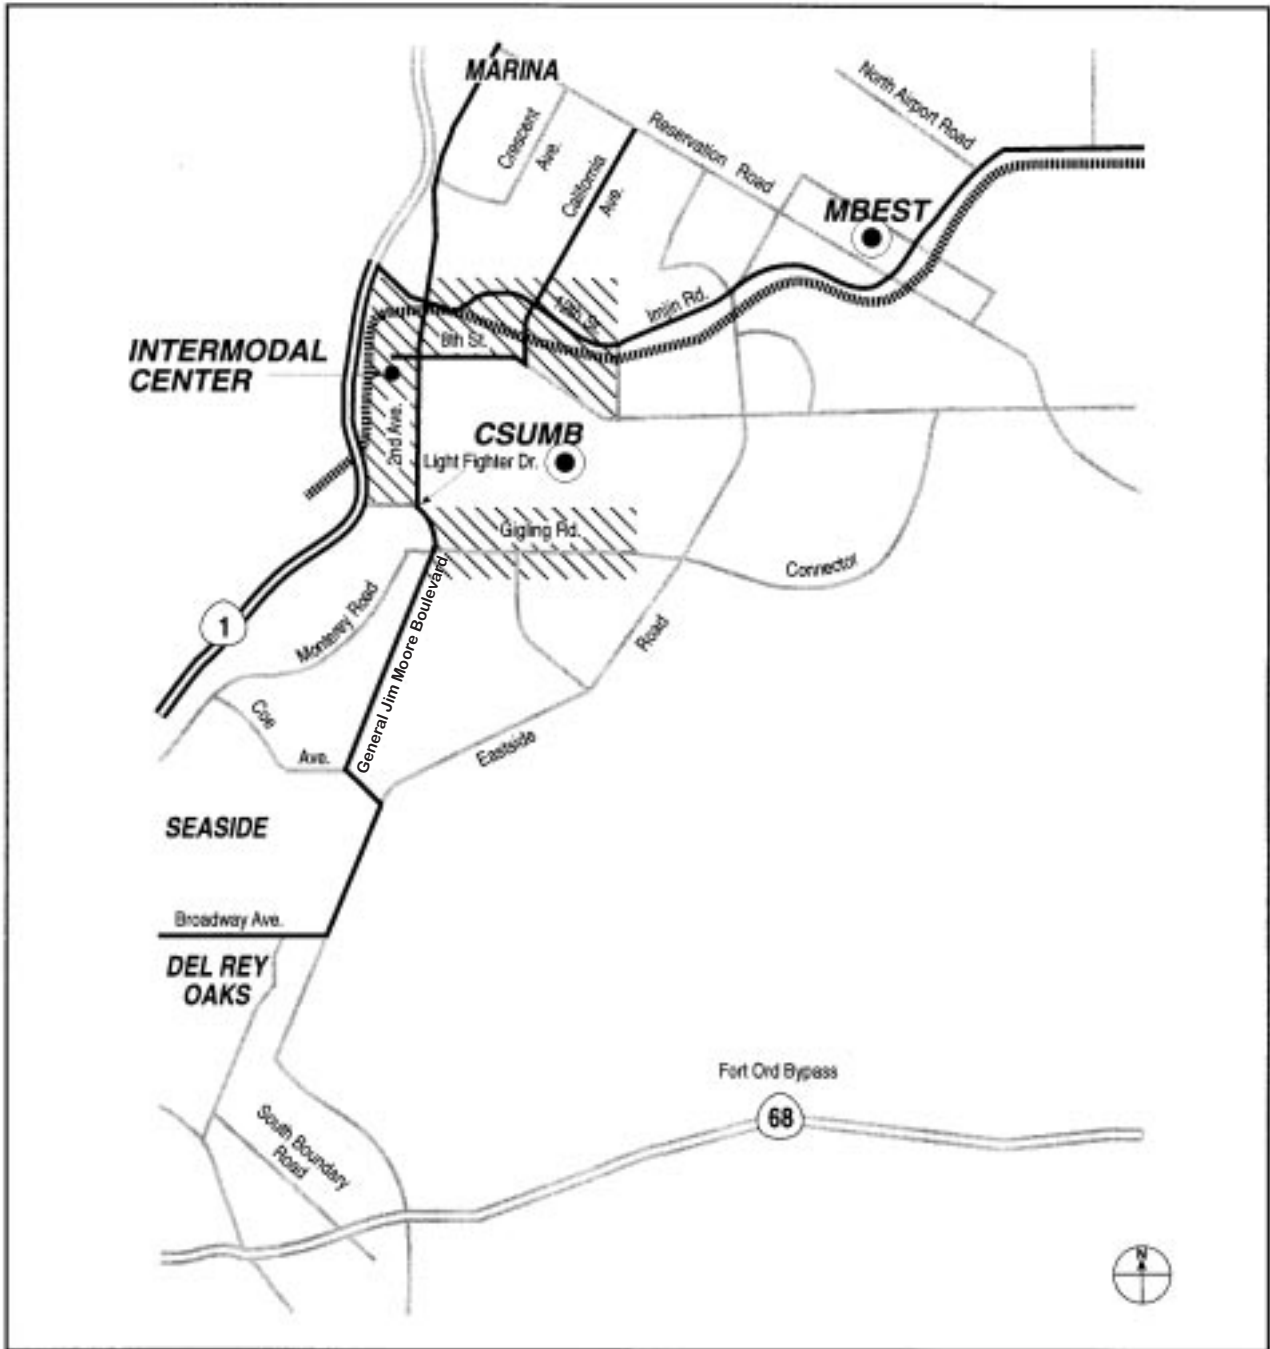 MARINA
North Airport Road
Crescent
Ave.
Reservation Road
California
Ave.
MBEST
Imjin Rd.
12th St.
8th St.
INTERMODAL
CENTER
2nd Ave.
CSUMB
Light Fighter Dr.
Gigling Rd.
Connector
1
Monterey Road
General Jim Moore Boulevard
Road
Coe
Ave.
Eastside
SEASIDE
Broadway Ave.
DEL REY
OAKS
Fort Ord Bypass
68
South Boundary
Road
N